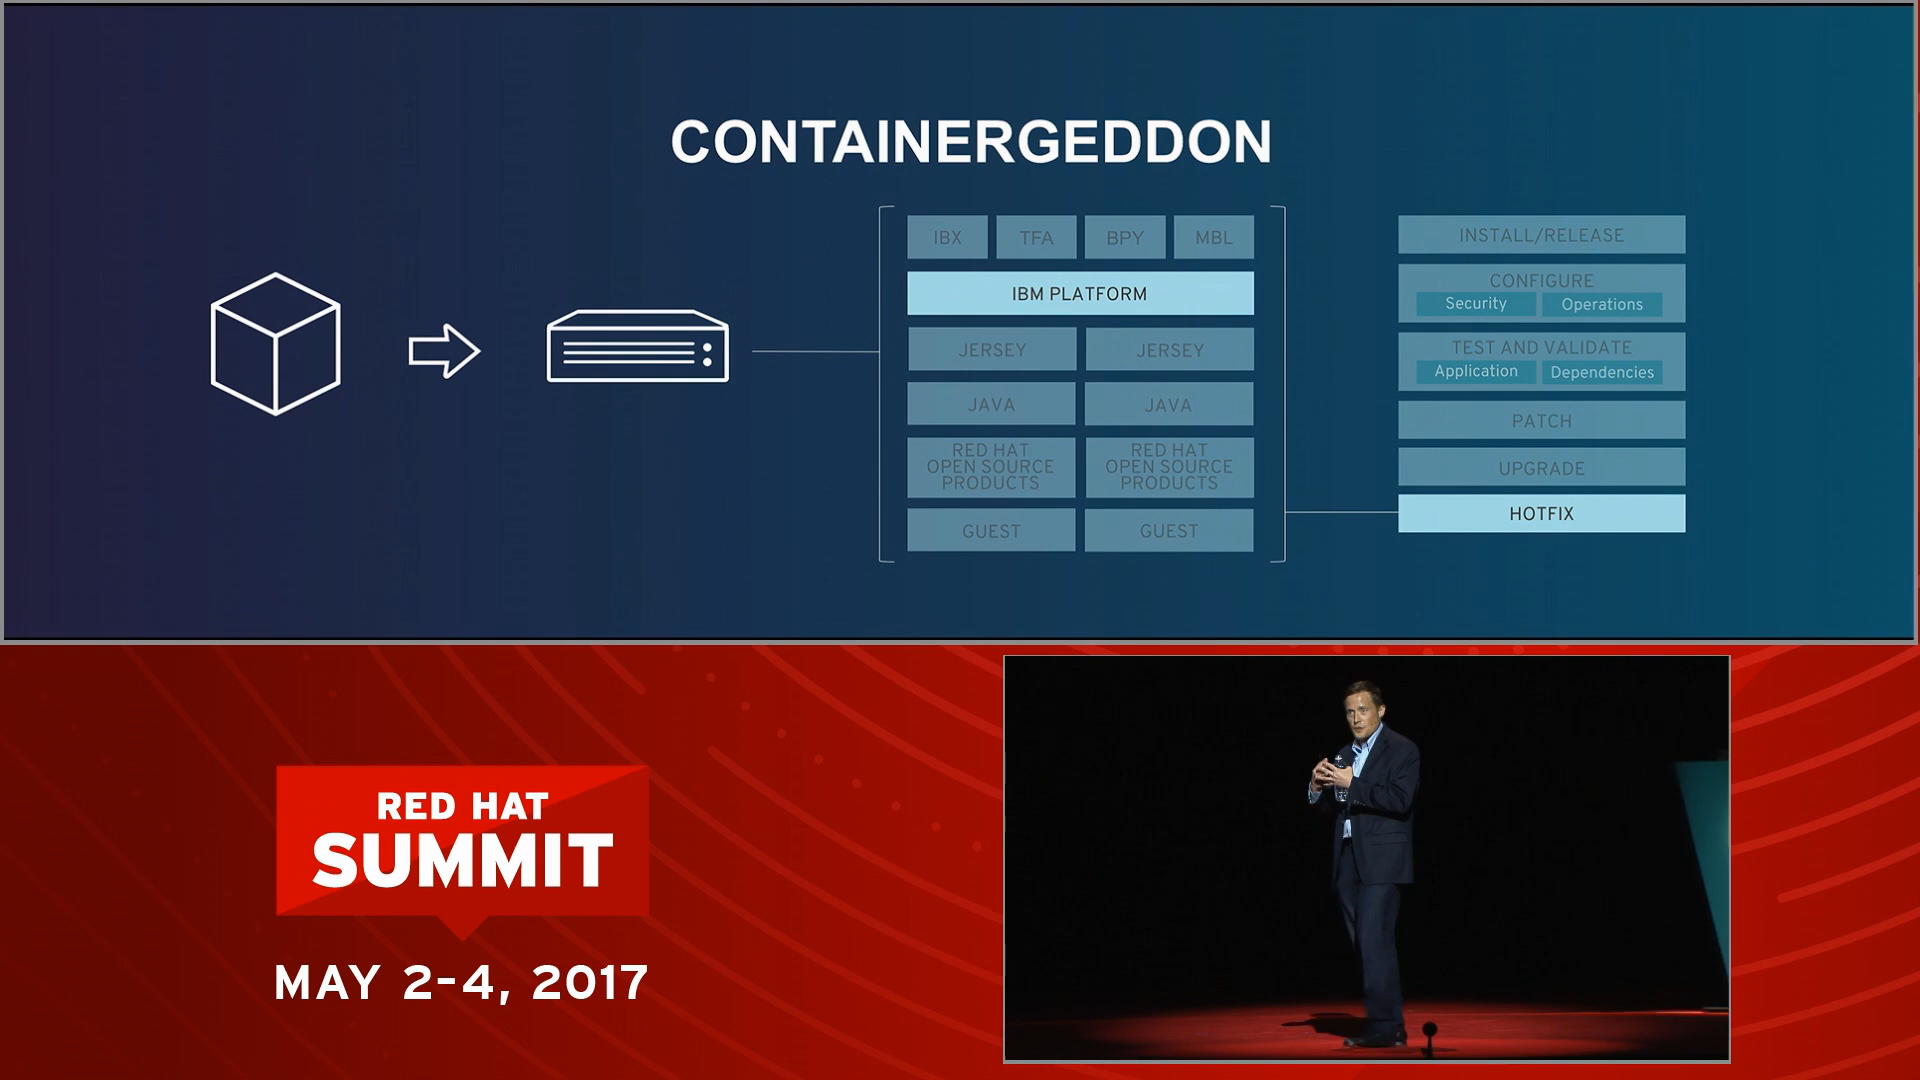 CONTAINERGEDDON
IBX TFA BPY MBL
IBM PLATFORM
JERSEY JERSEY
JAVA JAVA
RED HAT
OPEN SOURCE
PRODUCTS
RED HAT
OPEN SOURCE
PRODUCTS
GUEST GUEST
INSTALL/RELEASE
CONFIGURE
Security Operations
TEST AND VALIDATE
Application Dependencies
PATCH
UPGRADE
HOTFIX
RED HAT
SUMMIT
MAY 2-4, 2017